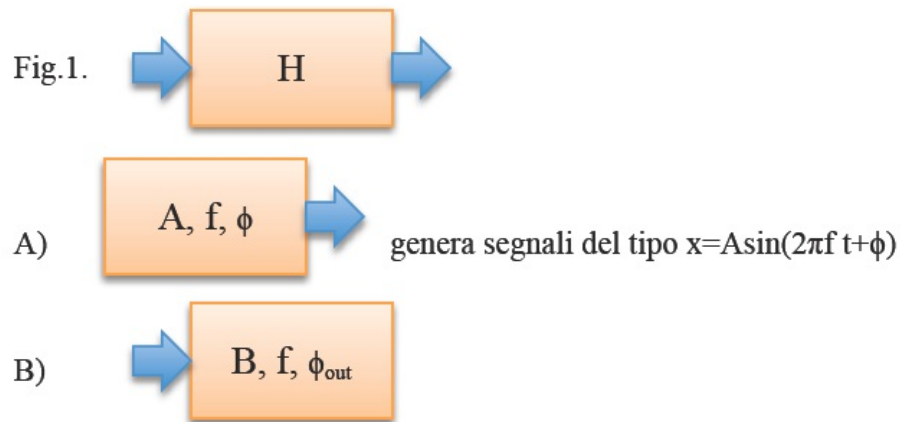 Fig.1.
H
A, f, ϕ
A)
genera segnali del tipo x=Asin(2πf t+ϕ)
B)
B, f, ϕout